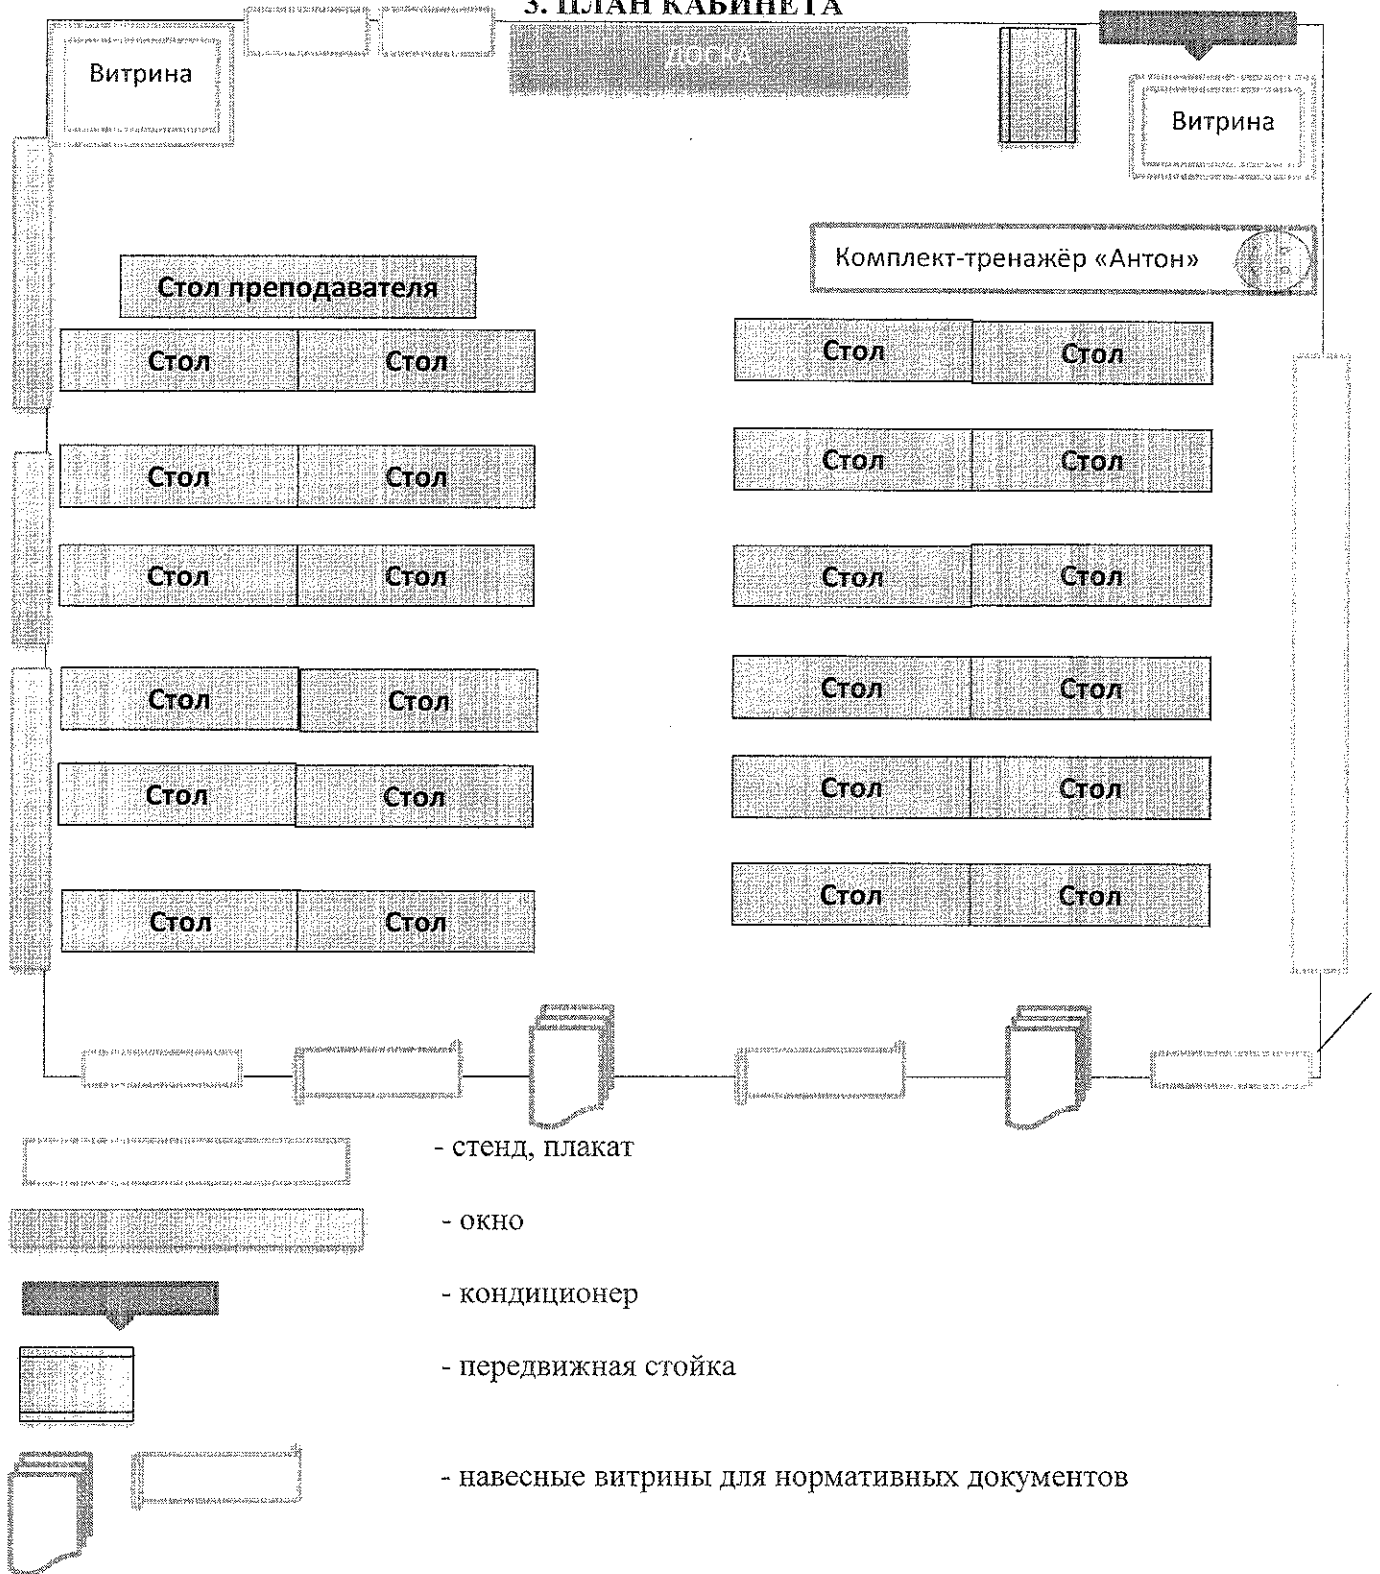 3. ПЛАН КАБИНЕТА
ДОСКА
Витрина
Витрина
Комплект-тренажёр «Антон»
Стол преподавателя
Стол Стол Стол Стол
Стол Стол Стол Стол
Стол Стол Стол Стол
Стол Стол Стол Стол
Стол Стол Стол Стол
Стол Стол Стол Стол
- стенд, плакат
- окно
- кондиционер
- передвижная стойка
- навесные витрины для нормативных документов